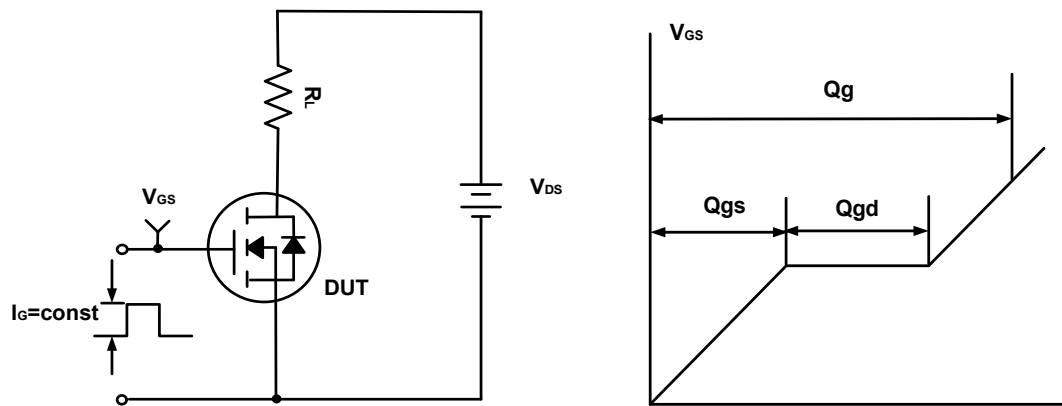 RL
VGS
VDS
DUT
IG=const
VGS
Qg
Qgs
Qgd